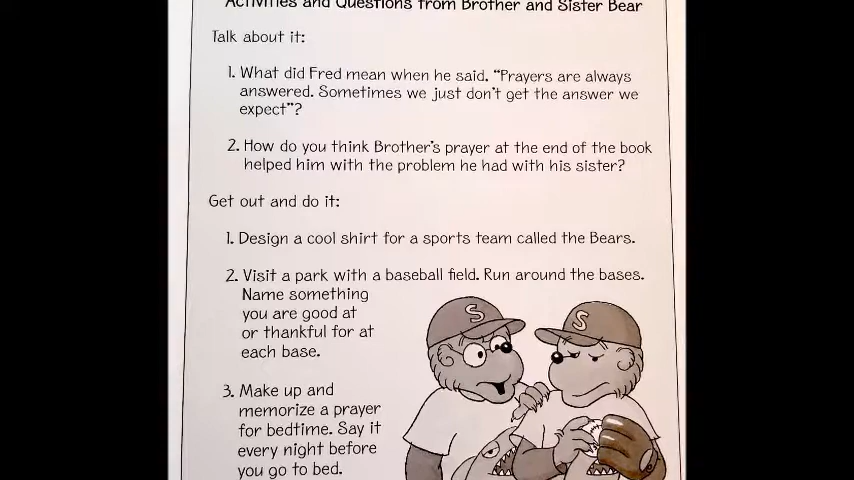 Activities and Questions from Brother and Sister Bear
Talk about it:
1. What did Fred mean when he said. "Prayers are always
answered. Sometimes we just don't get the answer we
expect"?
2. How do you think Brother's prayer at the end of the book
helped him with the problem he had with his sister?
Get out and do it:
1. Design a cool shirt for a sports team called the Bears.
2. Visit a park with a baseball field. Run around the bases.
Name something
you are good at
or thankful for at
each base.
3. Make up and
memorize a prayer
for bedtime. Say it
every night before
you go to bed.
S
S